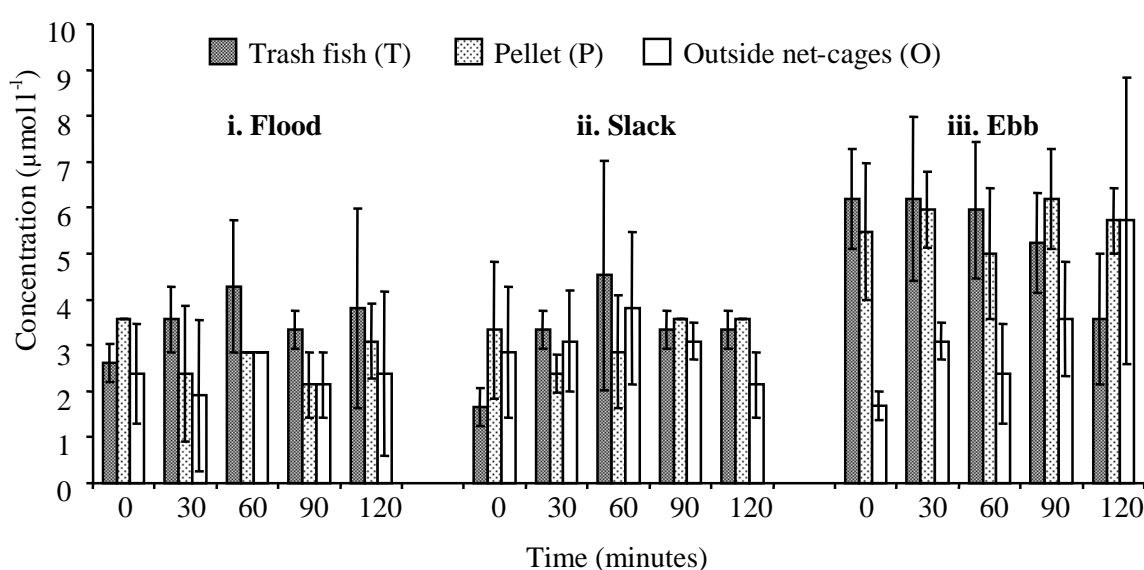 10
9
8
7
6
5
4
3
2
1
0
Concentration (µmol l⁻¹)
Trash fish (T) Pellet (P) Outside net-cages (O)
i. Flood ii. Slack iii. Ebb
0 30 60 90 120 0 30 60 90 120 0 30 60 90 120
Time (minutes)